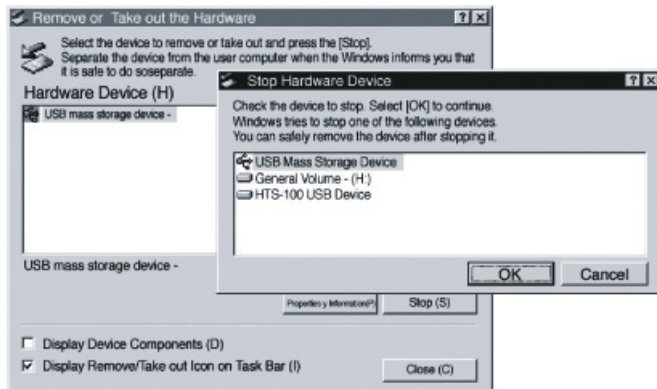 Remove or Take out the Hardware
Select the device to remove or take out and press the [Stop].
Separate the device from the user computer when the Windows informs you that
it is safe to do soseparate.
Hardware Device (H)
USB mass storage device -
USB mass storage device -
Properties y Information(P)
Stop (S)
Display Device Components (D)
Display Remove/Take out Icon on Task Bar (I)
Close (C)
Stop Hardware Device
Check the device to stop. Select [OK] to continue.
Windows tries to stop one of the following devices.
You can safely remove the device after stopping it.
USB Mass Storage Device
General Volume - (H:)
HTS-100 USB Device
OK
Cancel